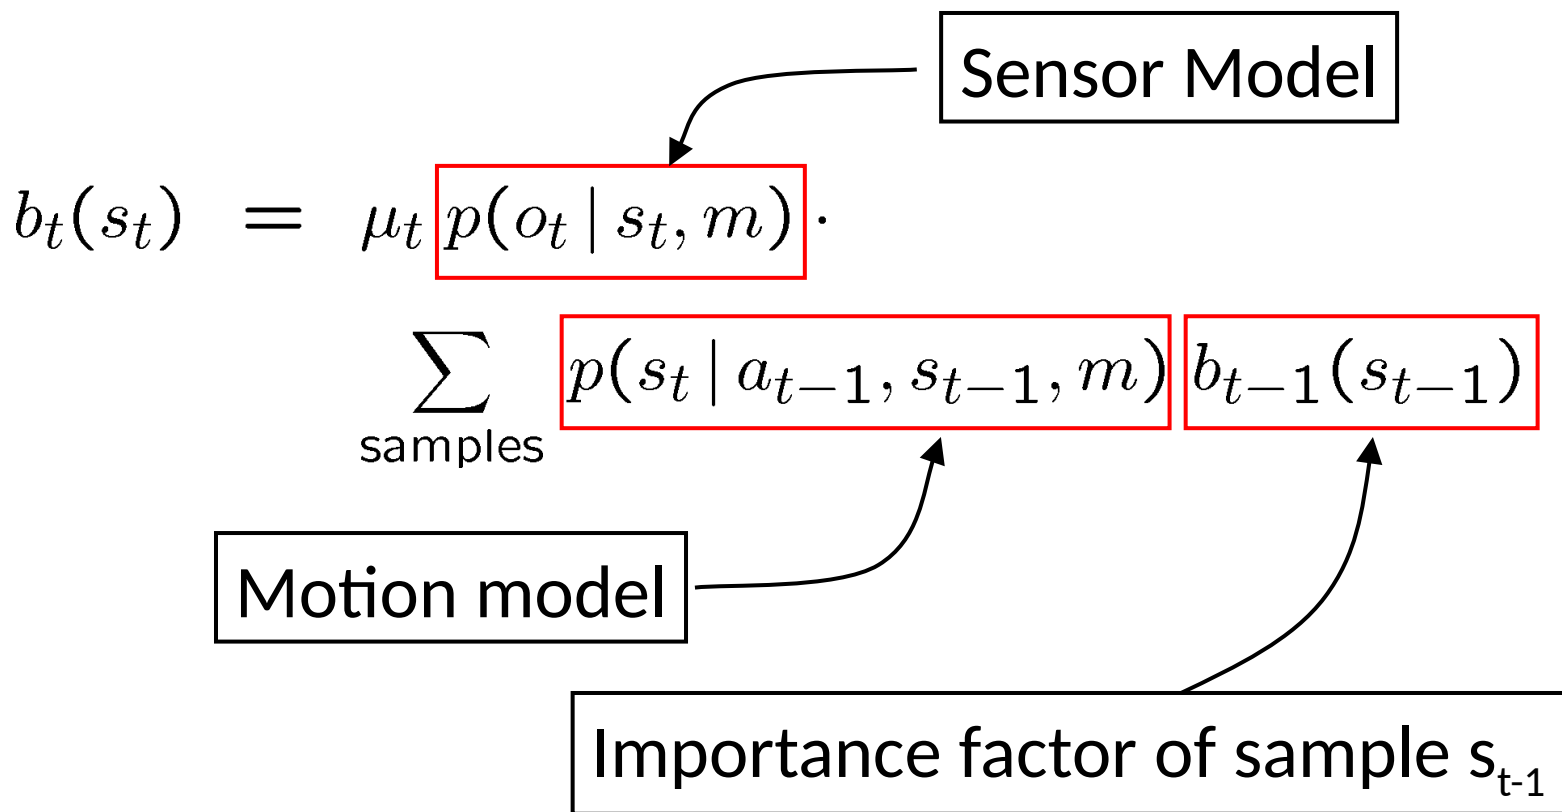 Sensor Model
b_t(s_t) = μ_t p(o_t | s_t, m) ·
∑ p(s_t | a_{t−1}, s_{t−1}, m) b_{t−1}(s_{t−1})
samples
Motion model
Importance factor of sample s_{t-1}